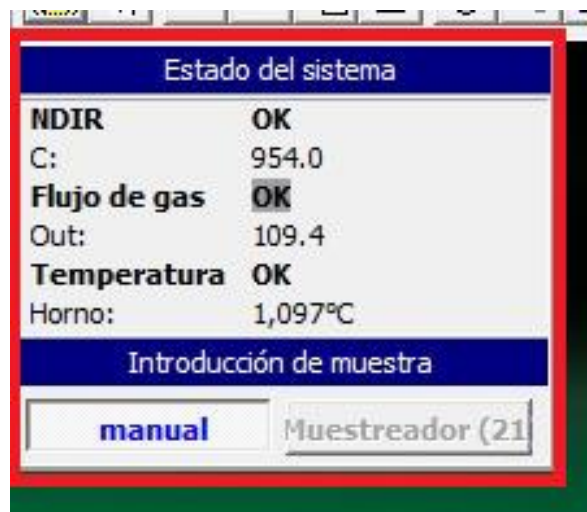 Estado del sistema
NDIR OK
C: 954.0
Flujo de gas OK
Out: 109.4
Temperatura OK
Horno: 1,097ºC
Introducción de muestra
manual Muestreador (21